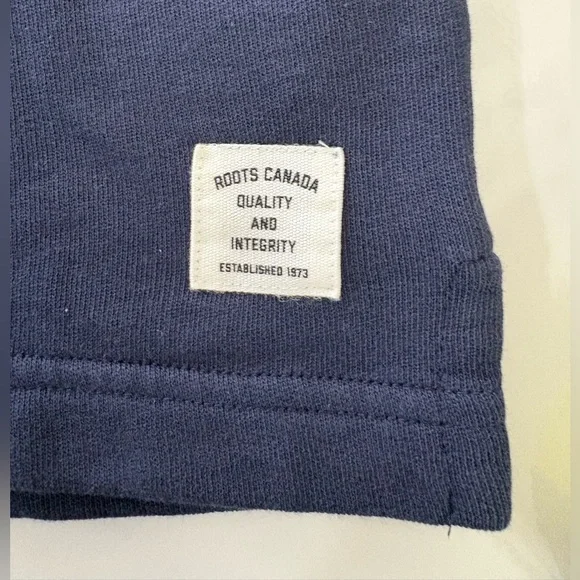 ROOTS CANADA
QUALITY
AND
INTEGRITY
ESTABLISHED 1973